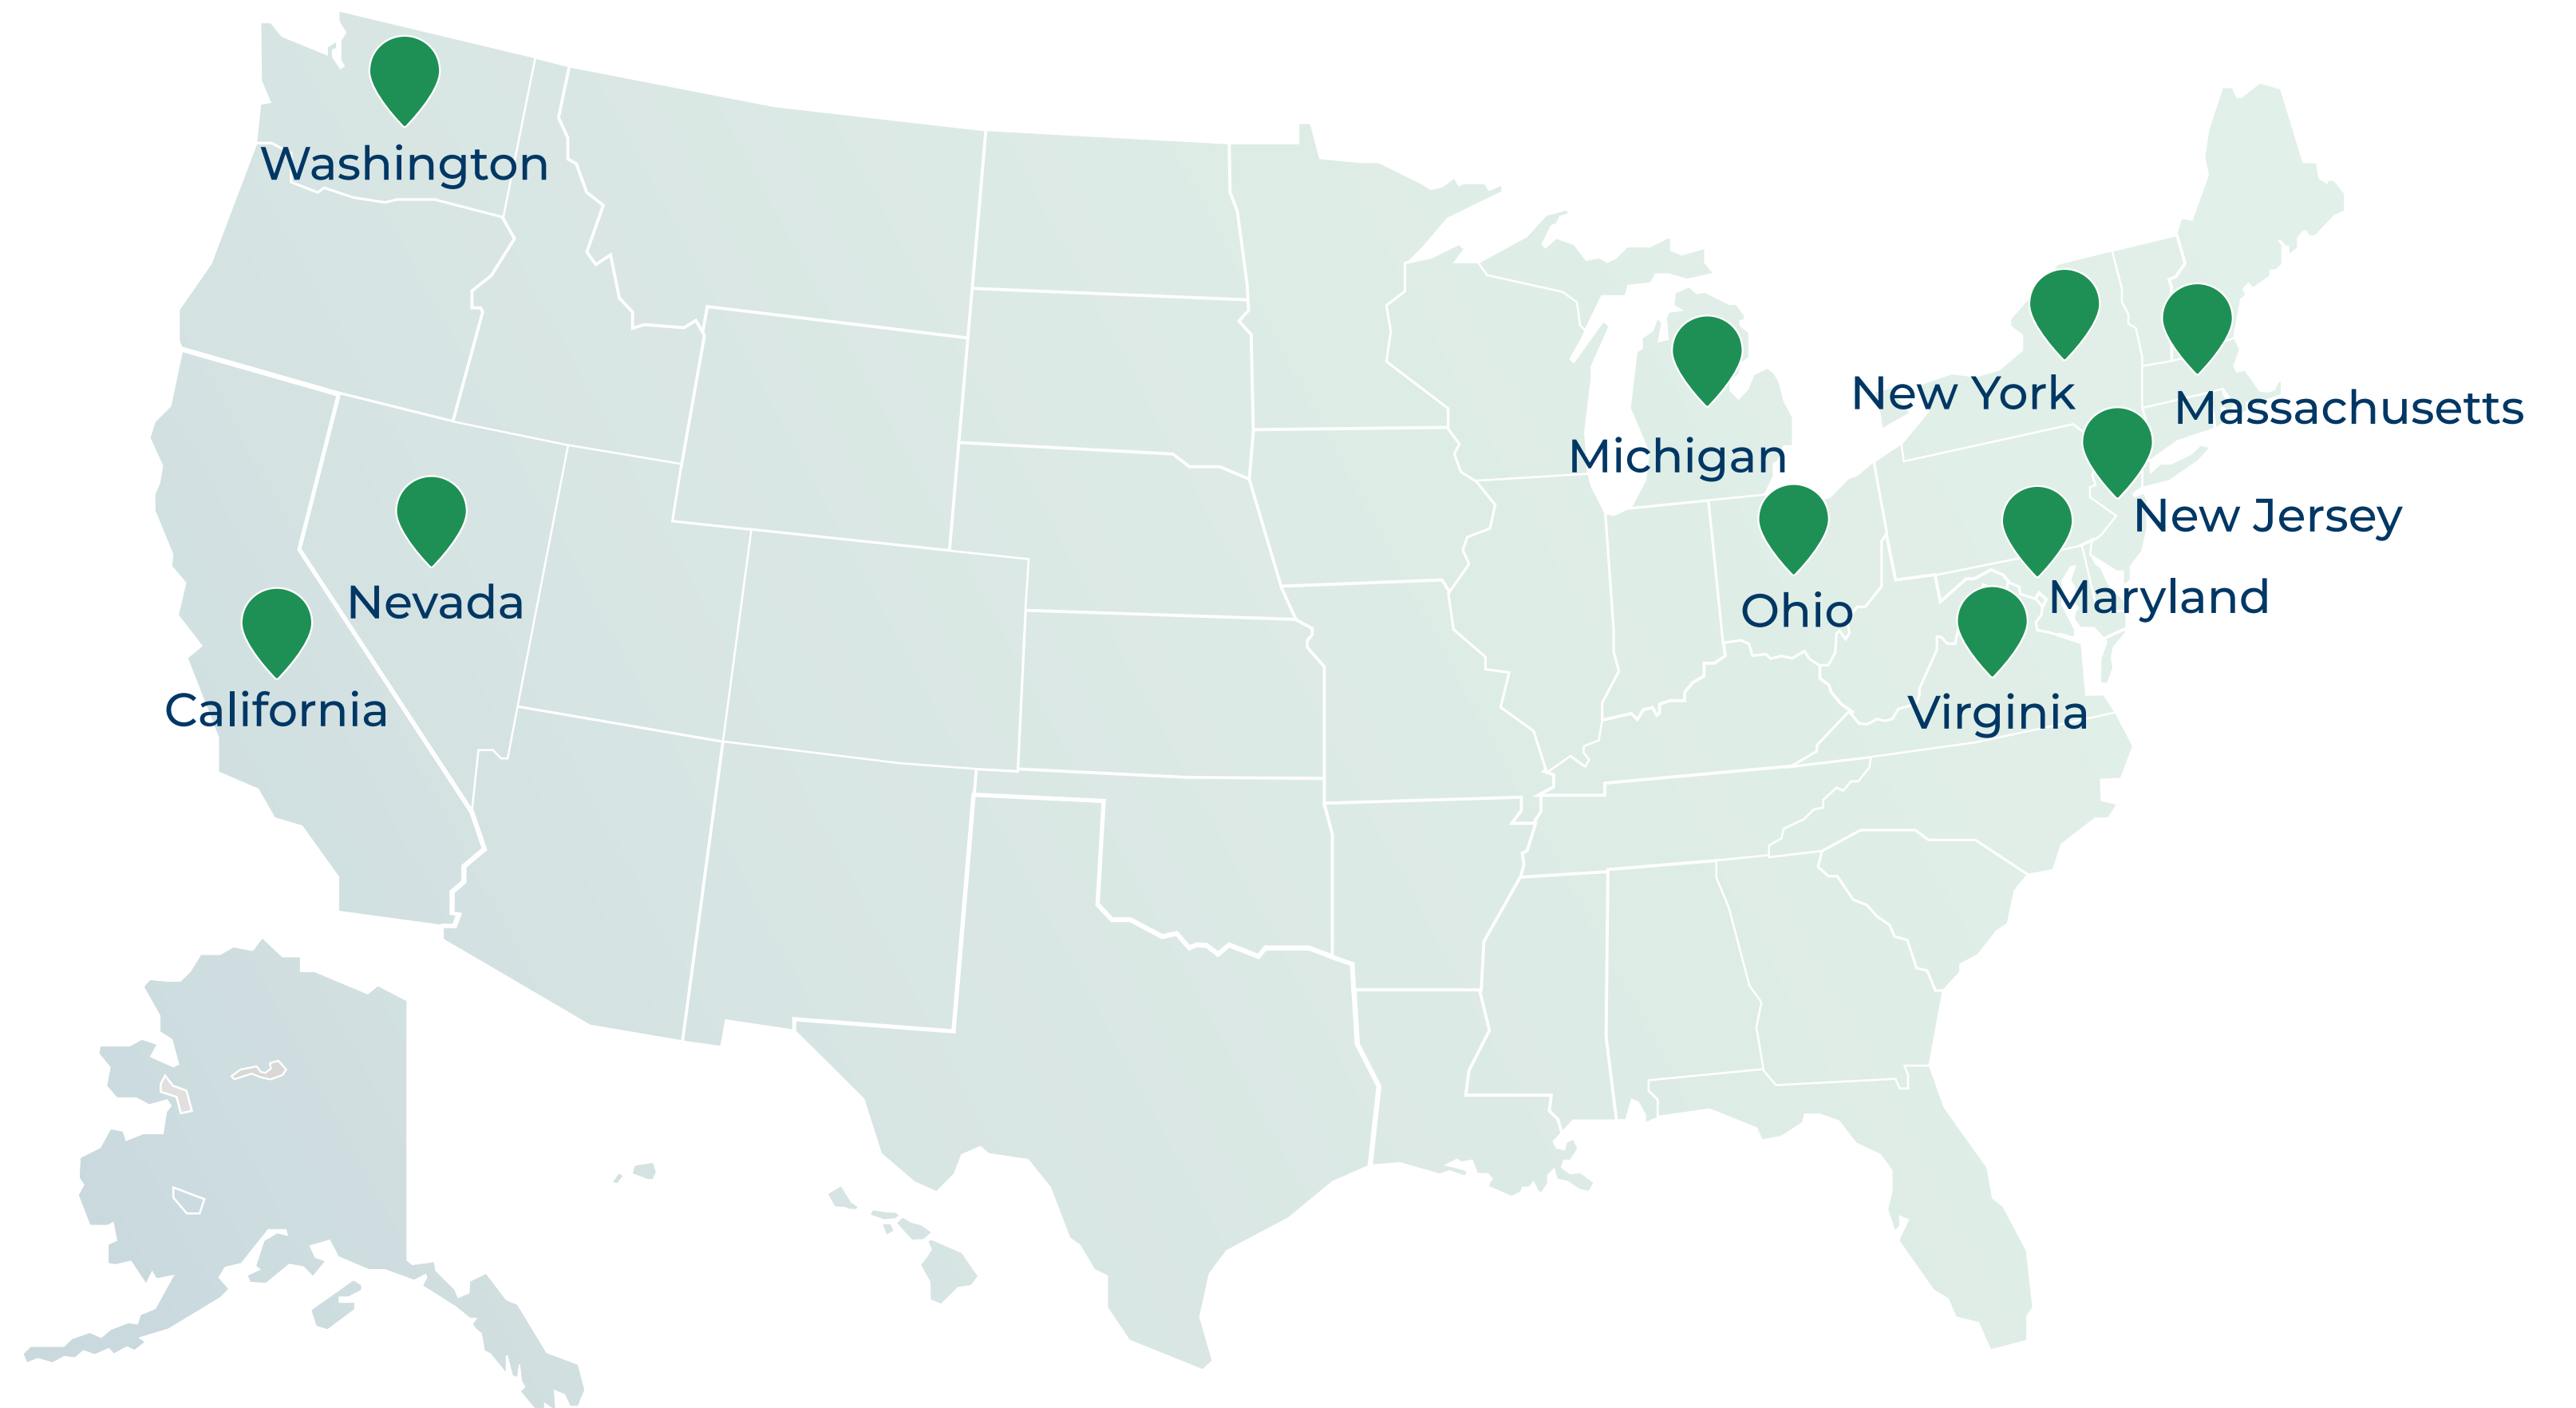 Washington
New York
Massachusetts
Michigan
New Jersey
Nevada
Maryland
Ohio
California
Virginia